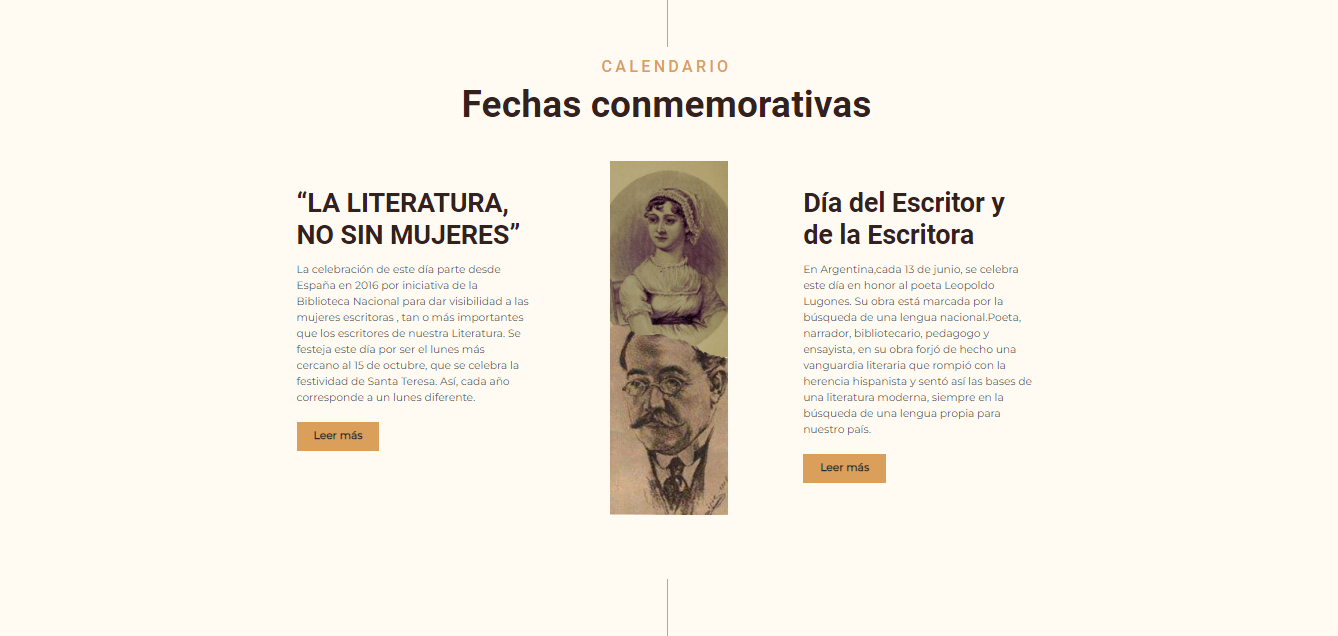 CALENDARIO
Fechas conmemorativas
“LA LITERATURA,
NO SIN MUJERES”
La celebración de este día parte desde
España en 2016 por iniciativa de la
Biblioteca Nacional para dar visibilidad a las
mujeres escritoras , tan o más importantes
que los escritores de nuestra Literatura. Se
festeja este día por ser el lunes más
cercano al 15 de octubre, que se celebra la
festividad de Santa Teresa. Así, cada año
corresponde a un lunes diferente.
Leer más
Día del Escritor y
de la Escritora
En Argentina,cada 13 de junio, se celebra
este día en honor al poeta Leopoldo
Lugones. Su obra está marcada por la
búsqueda de una lengua nacional.Poeta,
narrador, bibliotecario, pedagogo y
ensayista, en su obra forjó de hecho una
vanguardia literaria que rompió con la
herencia hispanista y sentó así las bases de
una literatura moderna, siempre en la
búsqueda de una lengua propia para
nuestro país.
Leer más